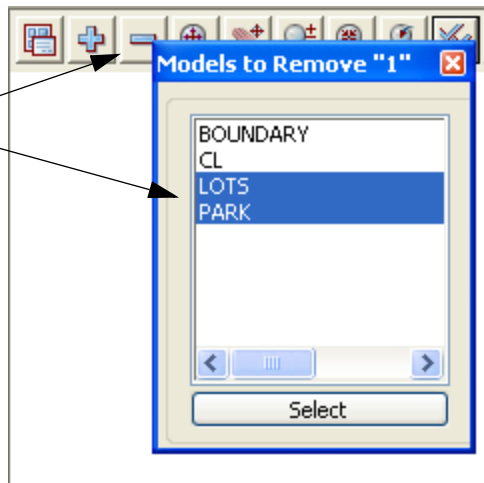 Models to Remove "1"
BOUNDARY
CL
LOTS
PARK
Select